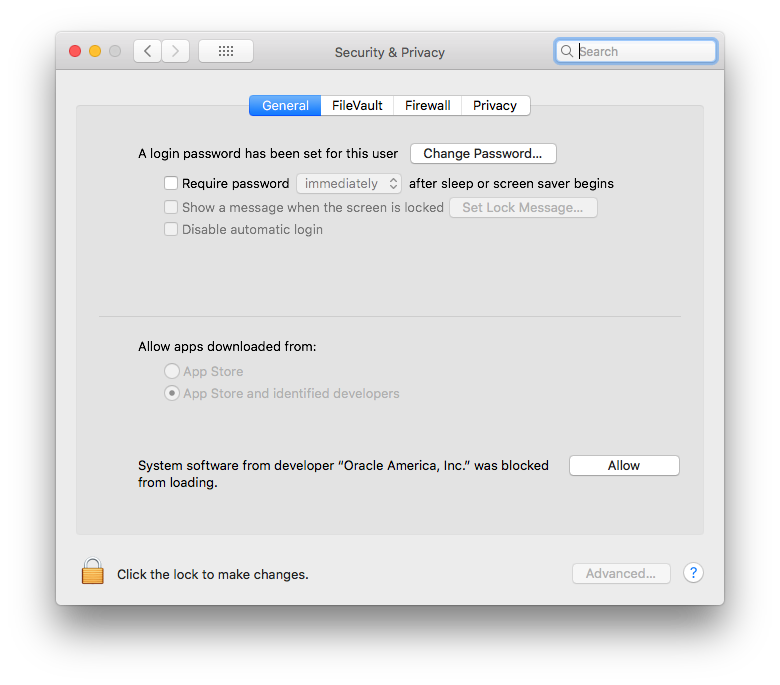 Security & Privacy
Search
General FileVault Firewall Privacy
A login password has been set for this user Change Password...
Require password immediately after sleep or screen saver begins
Show a message when the screen is locked Set Lock Message...
Disable automatic login
Allow apps downloaded from:
App Store
App Store and identified developers
System software from developer “Oracle America, Inc.” was blocked
from loading.
Allow
Click the lock to make changes.
Advanced...
?